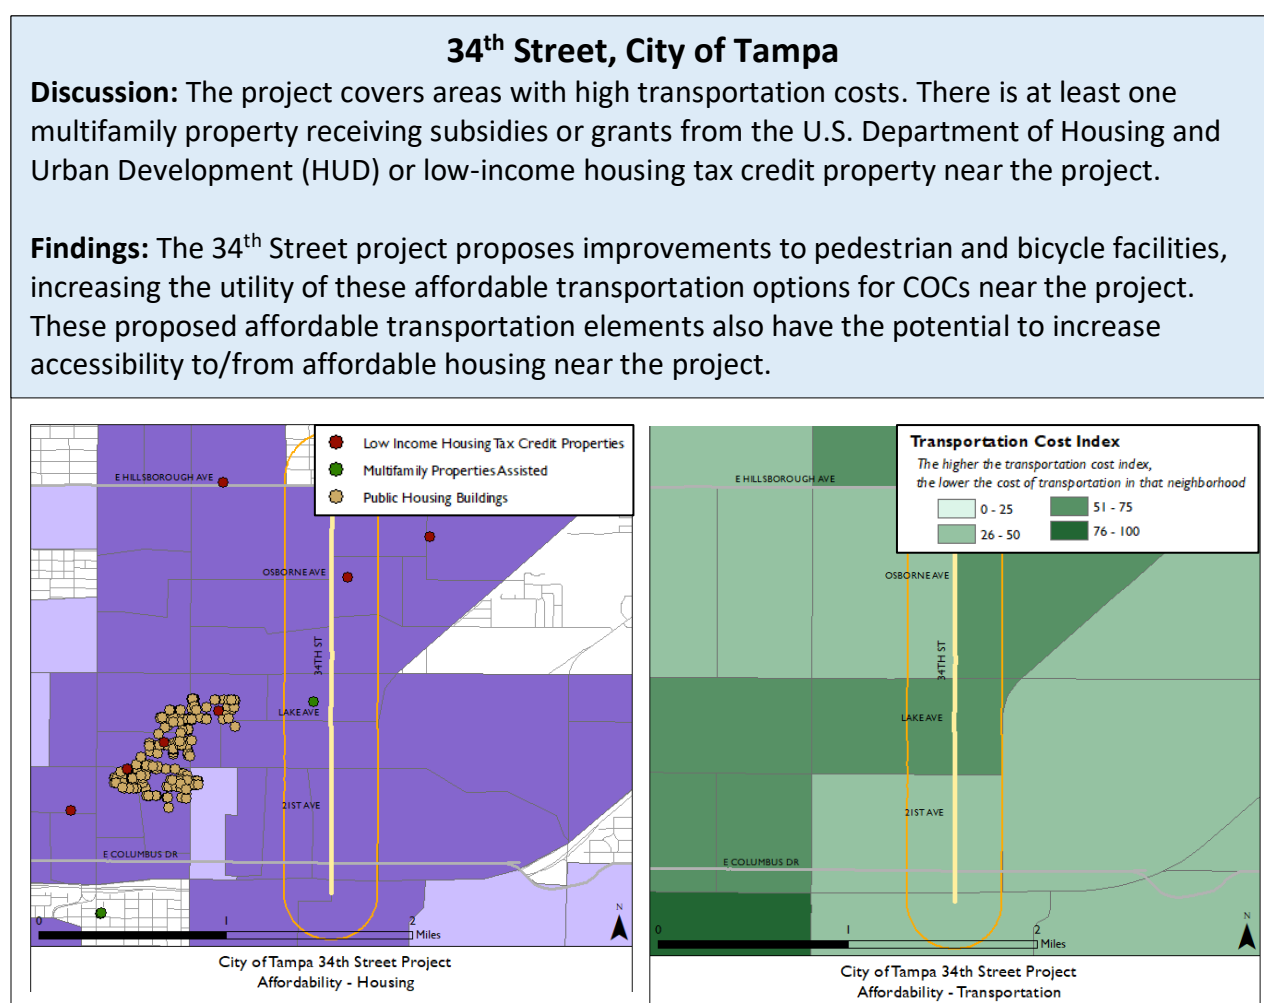 34th Street, City of Tampa
Discussion: The project covers areas with high transportation costs. There is at least one
multifamily property receiving subsidies or grants from the U.S. Department of Housing and
Urban Development (HUD) or low-income housing tax credit property near the project.
Findings: The 34th Street project proposes improvements to pedestrian and bicycle facilities,
increasing the utility of these affordable transportation options for COCs near the project.
These proposed affordable transportation elements also have the potential to increase
accessibility to/from affordable housing near the project.
Low Income Housing Tax Credit Properties
Multifamily Properties Assisted
Public Housing Buildings
E HILLSBOROUGH AVE
OSBORNE AVE
34TH ST
LAKE AVE
21ST AVE
E COLUMBUS DR
0 1 2
Miles
N
City of Tampa 34th Street Project
Affordability - Housing
Transportation Cost Index
The higher the transportation cost index,
the lower the cost of transportation in that neighborhood
0 - 25
51 - 75
26 - 50
76 - 100
E HILLSBOROUGH AVE
OSBORNE AVE
34TH ST
LAKE AVE
21ST AVE
E COLUMBUS DR
0 1 2
Miles
N
City of Tampa 34th Street Project
Affordability - Transportation